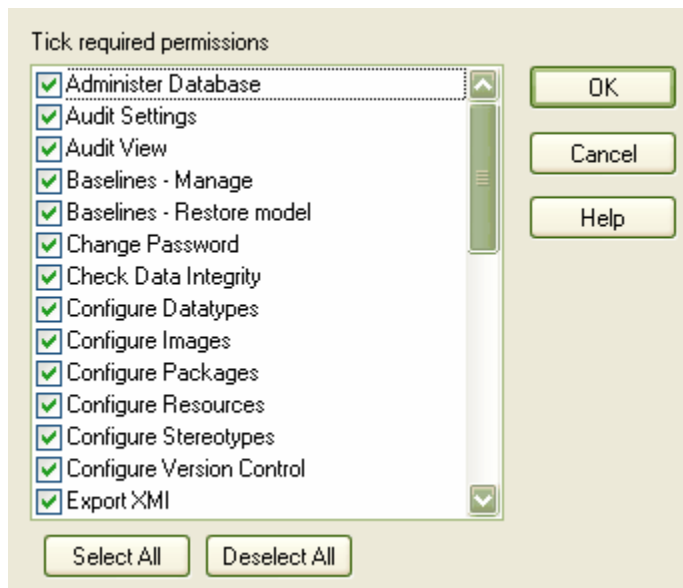 Tick required permissions
Administer Database
Audit Settings
Audit View
Baselines - Manage
Baselines - Restore model
Change Password
Check Data Integrity
Configure Datatypes
Configure Images
Configure Packages
Configure Resources
Configure Stereotypes
Configure Version Control
Export XMI
OK
Cancel
Help
Select All
Deselect All